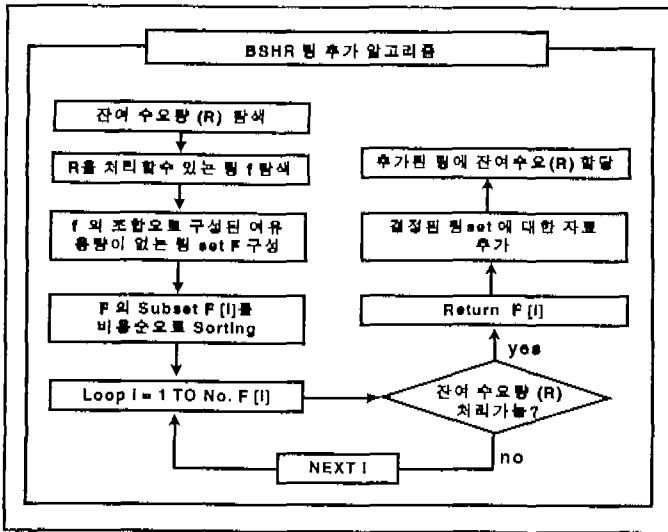 BSHR 링 추가 알고리즘
잔여 수요량 (R) 탐색
R을 처리할수 있는 링 f 탐색
f 의 조합으로 구성된 여유
용량이 없는 링 set F 구성
F 의 Subset F [i]를
비용순으로 Sorting
Loop i = 1 TO No. F [i]
추가된 링에 잔여수요(R) 할당
결정된 링set 에 대한 자료
추가
Return F [i]
yes
잔여 수요량 (R)
처리가능?
no
NEXT i